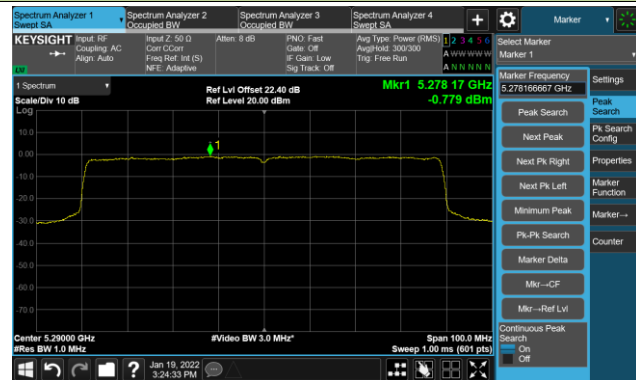 Spectrum Analyzer 1
Swept SA
Spectrum Analyzer 2
Occupied BW
Spectrum Analyzer 3
Occupied BW
Spectrum Analyzer 4
Swept SA
+
Marker
KEYSIGHT
Input: RF
Coupling: AC
Align: Auto
Input Z: 50 Ω
Corr CCorr
Freq Ref: Int (S)
NFE: Adaptive
Atten: 8 dB
PNO: Fast
Gate: Off
IF Gain: Low
Sig Track: Off
Avg Type: Power (RMS)
Avg|Hold: 300/300
Trig: Free Run
1 2 3 4 5 6
A W W W W W
A N N N N N
Select Marker
Marker 1
1 Spectrum
Scale/Div 10 dB
Log
Ref Lvl Offset 22.40 dB
Ref Level 20.00 dBm
Mkr1 5.278 17 GHz
-0.779 dBm
1
10.0
0.00
-10.0
-20.0
-30.0
-40.0
-50.0
-60.0
-70.0
Center 5.29000 GHz
#Res BW 1.0 MHz
#Video BW 3.0 MHz*
Span 100.0 MHz
Sweep 1.00 ms (601 pts)
Marker Frequency
5.278166667 GHz
Peak Search
Next Peak
Next Pk Right
Next Pk Left
Minimum Peak
Pk-Pk Search
Marker Delta
Mkr→CF
Mkr→Ref Lvl
Continuous Peak
Search
On
Off
Settings
Peak
Search
Pk Search
Config
Properties
Marker
Function
Marker→
Counter
?
Jan 19, 2022
3:24:33 PM